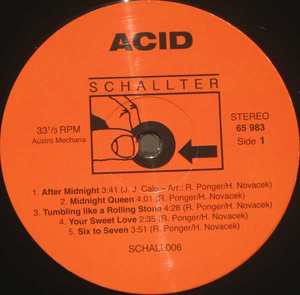 ACID
SCHALLTER
33 1/3 RPM
Austro Mechana
STEREO
65 983
Side 1
1. After Midnight 3:41 (J. J. Cale - Arr.: R. Ponger/H. Novacek)
2. Midnight Queen 4:01 (R. Ponger/H. Novacek)
3. Tumbling like a Rolling Stone 4:28 (R. Ponger/H. Novacek)
4. Your Sweet Love 2:35 (R. Ponger/H. Novacek)
5. Six to Seven 3:51 (R. Ponger/H. Novacek)
SCHALL 006